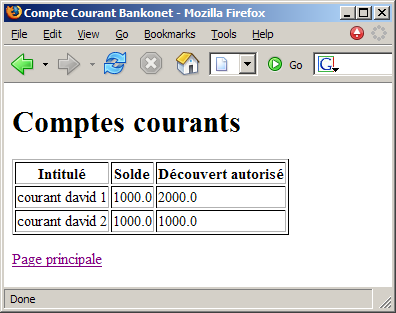 Compte Courant Bankonet - Mozilla Firefox
File Edit View Go Bookmarks Tools Help
Go G
Comptes courants
Intitulé Solde Découvert autorisé
courant david 1 1000.0 2000.0
courant david 2 1000.0 1000.0
Page principale
Done